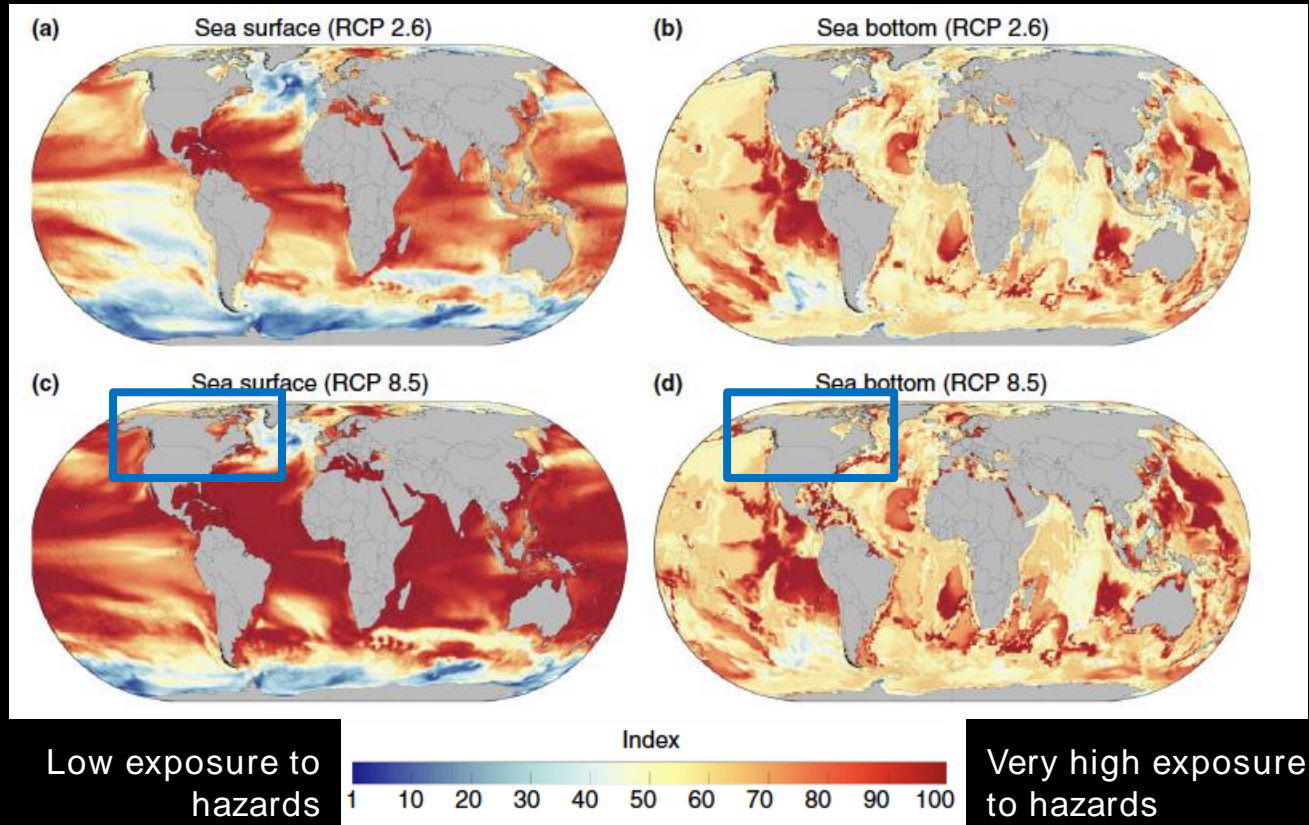 (a) Sea surface (RCP 2.6)
(b) Sea bottom (RCP 2.6)
(c) Sea surface (RCP 8.5)
(d) Sea bottom (RCP 8.5)
Low exposure to
hazards
Index
1 10 20 30 40 50 60 70 80 90 100
Very high exposure
to hazards